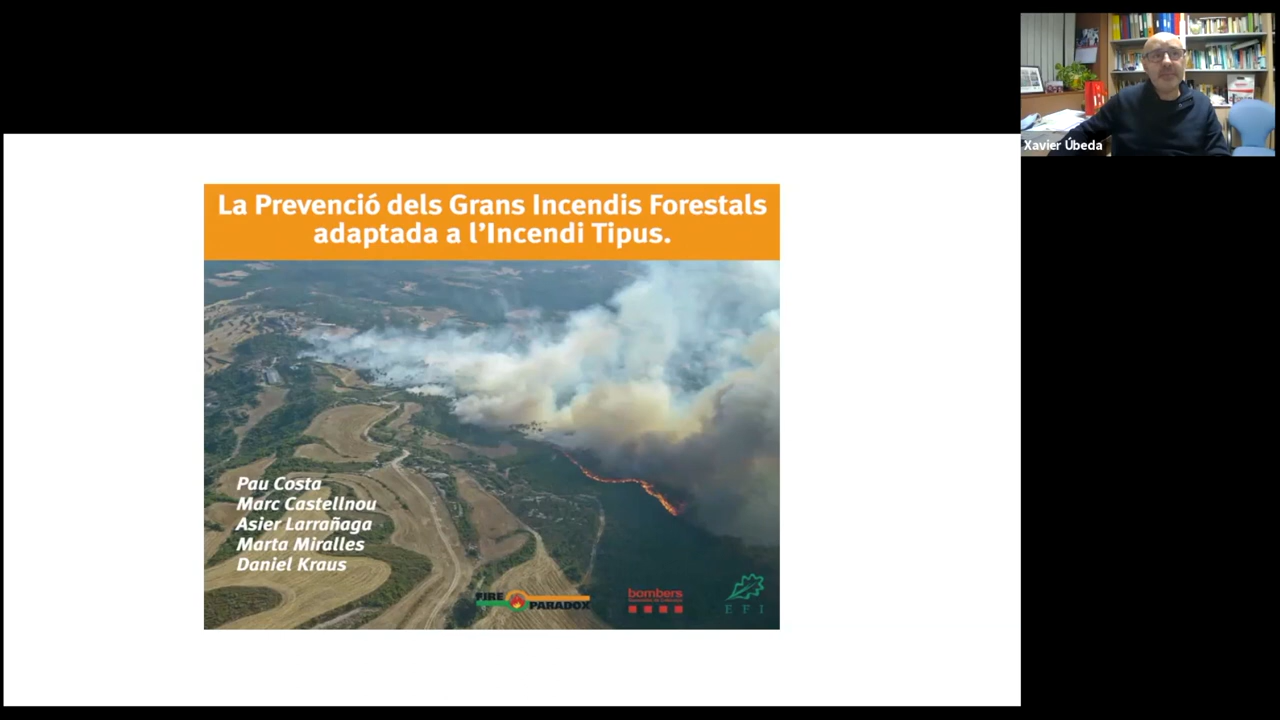 La Prevenció dels Grans Incendis Forestals
adaptada a l'Incendi Tipus.
Pau Costa
Marc Castellnou
Asier Larrañaga
Marta Miralles
Daniel Kraus
FIRE
PARADOX
bombers
EFI
Xavier Úbeda